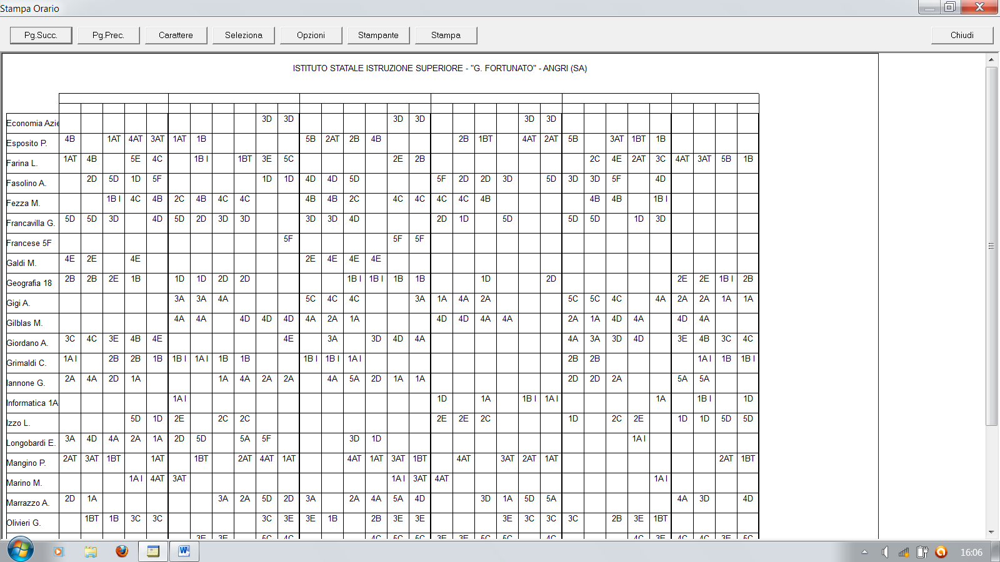 Stampa Orario
Pg.Succ. Pg.Prec. Carattere Seleziona Opzioni Stampante Stampa Chiudi
ISTITUTO STATALE ISTRUZIONE SUPERIORE - "G. FORTUNATO" - ANGRI (SA)
Economia Azie 3D 3D 3D 3D 3D 3D
Esposito P. 4B 1AT 4AT 3AT 1AT 1B 5B 2AT 2B 4B 2B 1BT 4AT 2AT 5B 3AT 1BT 1B
Farina L. 1AT 4B 5E 4C 1B I 1BT 3E 5C 2E 2B 2C 4E 2AT 3C 4AT 3AT 5B 1B
Fasolino A. 2D 5D 1D 5F 1D 1D 4D 4D 5D 5F 2D 2D 3D 5D 3D 3D 5F 4D
Fezza M. 1B I 4C 4B 2C 4B 4C 4C 4B 4B 2C 4C 4C 4C 4C 4B 4B 4B 1B I
Francavilla G. 5D 5D 3D 4D 5D 2D 3D 3D 3D 3D 4D 2D 1D 5D 5D 5D 1D 3D
Francese 5F 5F 5F 5F
Galdi M. 4E 2E 4E 2E 4E 4E 4E
Geografia 18 2B 2B 2E 1B 1D 1D 2D 2D 1B I 1B I 1B 1B 1D 2D 2E 2E 1B I 2B
Gigi A. 3A 3A 4A 5C 4C 4C 3A 1A 4A 2A 5C 5C 4C 4A 2A 2A 1A 1A
Gilblas M. 4A 4A 4D 4D 4D 4A 2A 1A 4D 4D 4A 4A 2A 1A 4D 4A 4D 4A
Giordano A. 3C 4C 3E 4B 4E 4E 3A 3D 4D 4A 4A 3A 3D 4D 3E 4B 3C 4C
Grimaldi C. 1A I 2B 2B 1B 1B I 1A I 1B 1B 1B I 1B I 1A I 2B 2B 1A I 1B 1B I
Iannone G. 2A 4A 2D 1A 1A 4A 2A 2A 4A 5A 2D 1A 1A 2D 2D 2A 5A 5A
Informatica 1A 1A I 1D 1A 1B I 1A I 1A 1B I 1D
Izzo L. 5D 1D 2E 2C 2C 2E 2E 2C 1D 2C 2E 1D 1D 5D 5D
Longobardi E. 3A 4D 4A 2A 1A 2D 5D 5A 5F 3D 1D 1A I
Mangino P. 2AT 3AT 1BT 1AT 1BT 2AT 4AT 1AT 4AT 1AT 3AT 1BT 4AT 3AT 2AT 1AT 2AT 1BT
Marino M. 1A I 4AT 3AT 1A I 3AT 4AT 1A I
Marrazzo A. 2D 1A 3A 2A 5D 2D 3A 2A 4A 5A 4D 3D 1A 5D 5A 4A 3D 4D
Olivieri G. 1BT 1B 3C 3C 3C 3E 3E 1B 2B 3E 3E 3E 3C 3C 3C 2B 3E 1BT
3E 3E 5C 4C 4C 5C 5C 3E 3E 5C 5C 4C 4C 3E 4C 4C 3E 5C
16:06